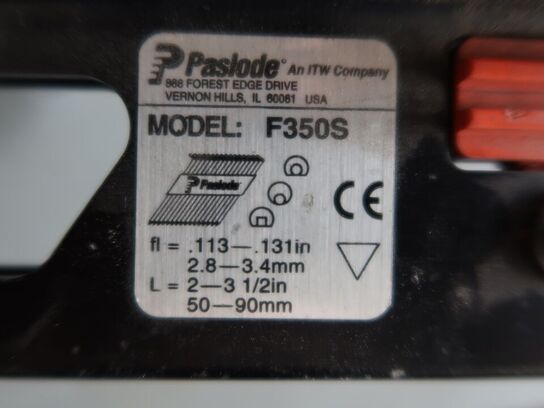 Paslode® An ITW Company
888 FOREST EDGE DRIVE
VERNON HILLS, IL 60061 USA
MODEL: F350S
Paslode
CE
fl = .113—.131in
2.8—3.4mm
L = 2—3 1/2in
50—90mm